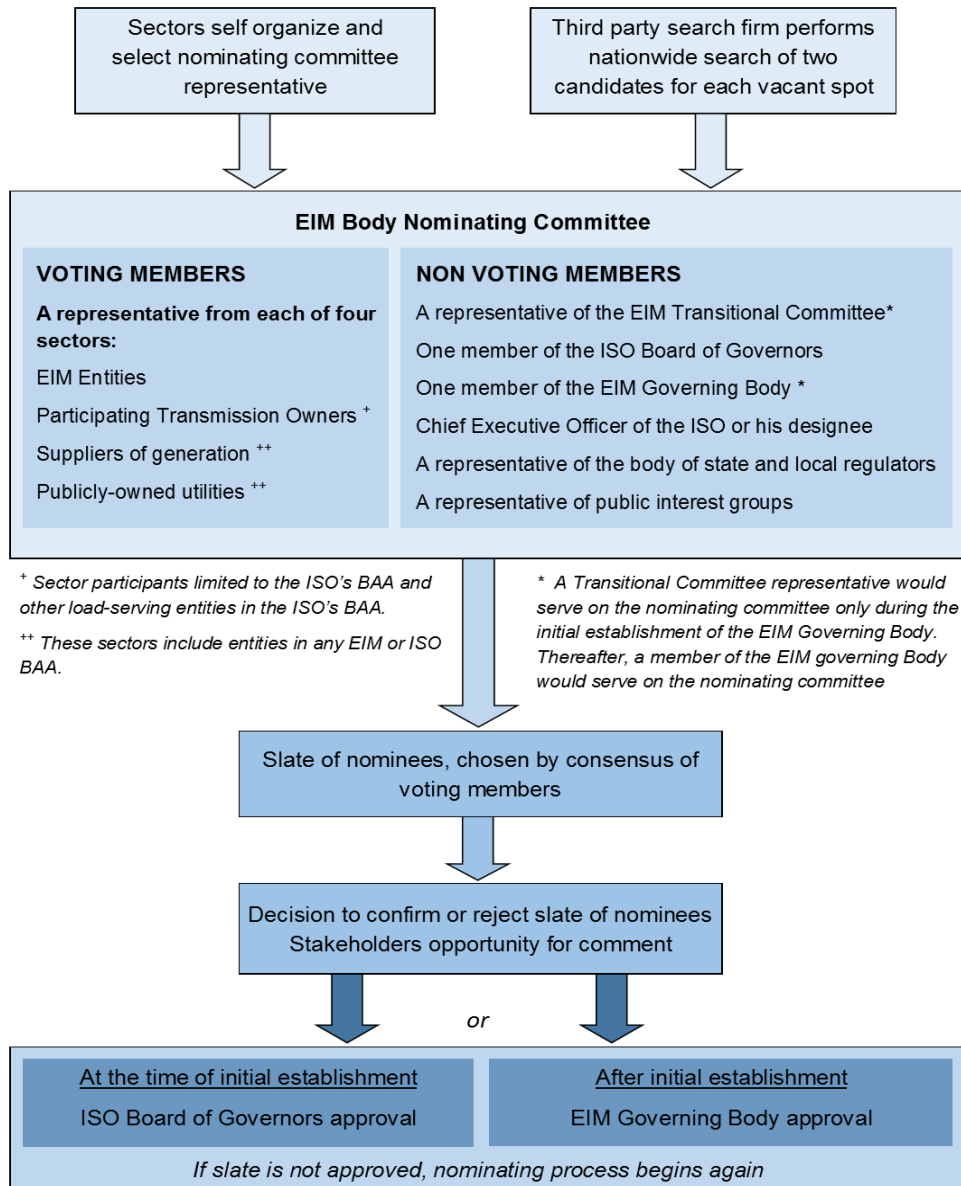 Sectors self organize and
select nominating committee
representative
Third party search firm performs
nationwide search of two
candidates for each vacant spot
EIM Body Nominating Committee
VOTING MEMBERS
A representative from each of four
sectors:
EIM Entities
Participating Transmission Owners +
Suppliers of generation ++
Publicly-owned utilities ++
NON VOTING MEMBERS
A representative of the EIM Transitional Committee*
One member of the ISO Board of Governors
One member of the EIM Governing Body *
Chief Executive Officer of the ISO or his designee
A representative of the body of state and local regulators
A representative of public interest groups
+ Sector participants limited to the ISO's BAA and
other load-serving entities in the ISO's BAA.
++ These sectors include entities in any EIM or ISO
BAA.
* A Transitional Committee representative would
serve on the nominating committee only during the
initial establishment of the EIM Governing Body.
Thereafter, a member of the EIM governing Body
would serve on the nominating committee
Slate of nominees, chosen by consensus of
voting members
Decision to confirm or reject slate of nominees
Stakeholders opportunity for comment
or
At the time of initial establishment
ISO Board of Governors approval
After initial establishment
EIM Governing Body approval
If slate is not approved, nominating process begins again